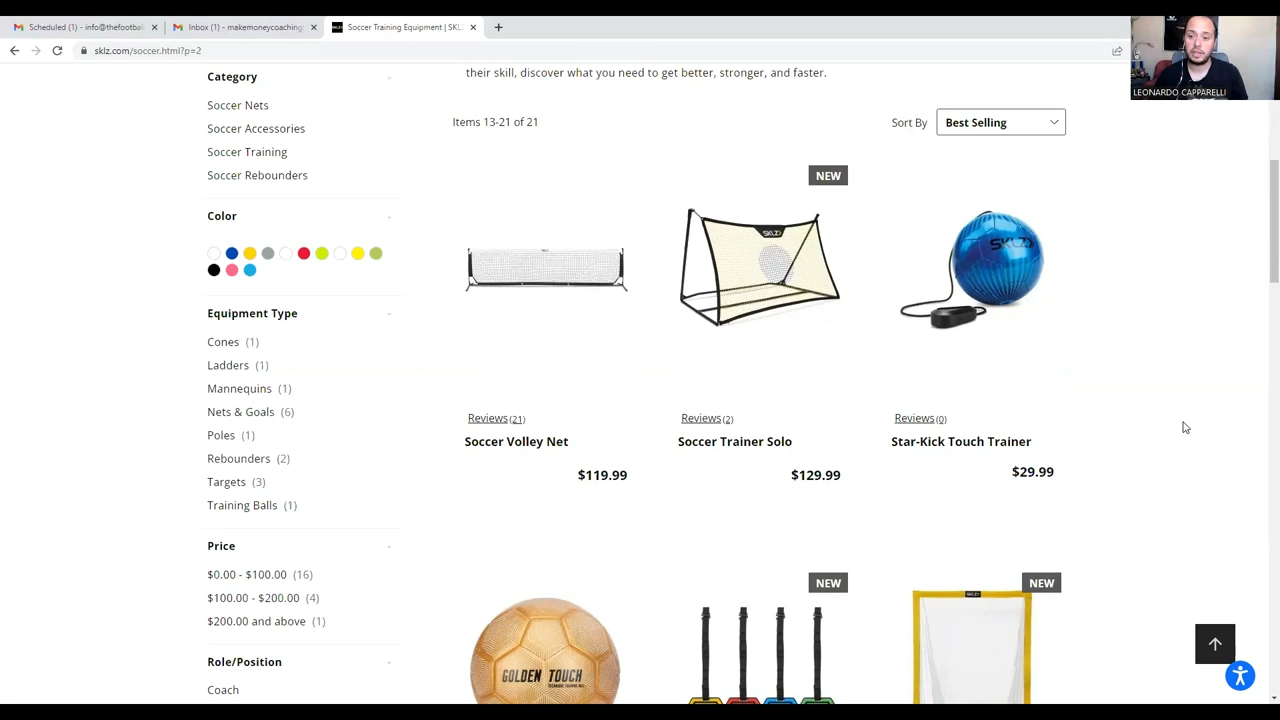 Scheduled (1) - info@thefootbal
Inbox (1) - makemoneycoaching
Soccer Training Equipment | SKL
sklz.com/soccer.html?p=2
LEONARDO CAPPARELLI
their skill, discover what you need to get better, stronger, and faster.
Category
Soccer Nets
Soccer Accessories
Soccer Training
Soccer Rebounders
Color
Equipment Type
Cones (1)
Ladders (1)
Mannequins (1)
Nets & Goals (6)
Poles (1)
Rebounders (2)
Targets (3)
Training Balls (1)
Price
$0.00 - $100.00 (16)
$100.00 - $200.00 (4)
$200.00 and above (1)
Role/Position
Coach
Items 13-21 of 21
Sort By Best Selling
NEW
SKLZ
SKLZ
Reviews (21)
Reviews (2)
Reviews (0)
Soccer Volley Net
Soccer Trainer Solo
Star-Kick Touch Trainer
$119.99
$129.99
$29.99
NEW
NEW
SKLZ
GOLDEN TOUCH